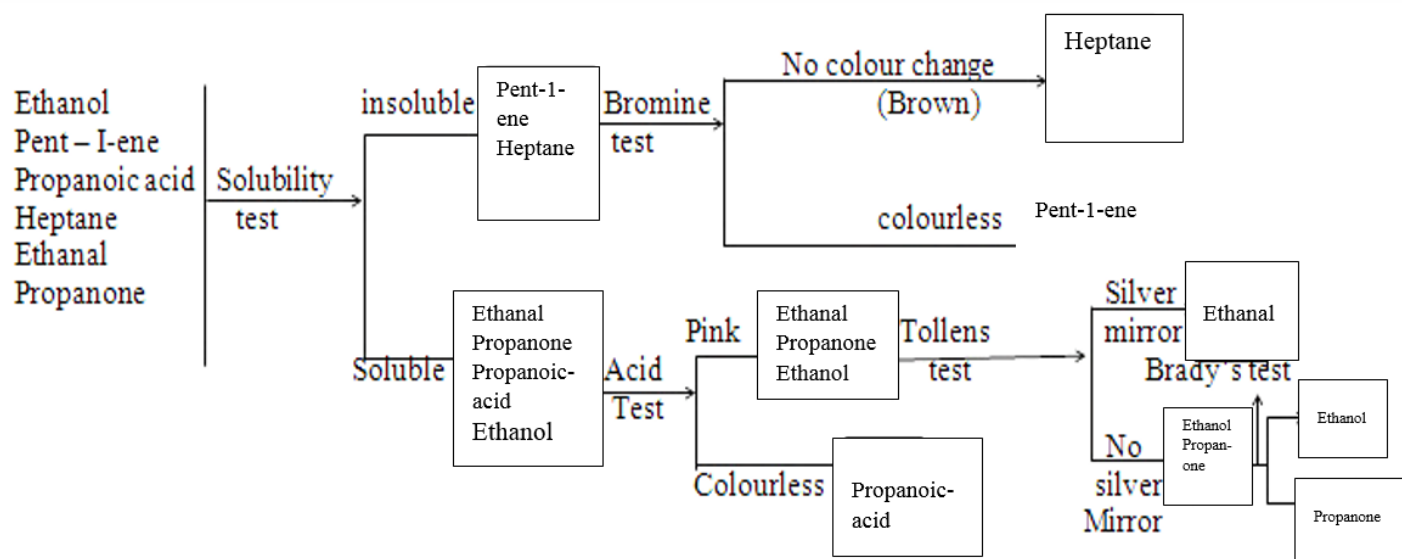 Ethanol
Pent – I-ene
Propanoic acid
Heptane
Ethanal
Propanone
Solubility
test
insoluble
Pent-1-
ene
Heptane
Bromine
test
No colour change
(Brown)
Heptane
colourless
Pent-1-ene
Soluble
Ethanal
Propanone
Propanoic-
acid
Ethanol
Acid
Test
Pink
Ethanal
Propanone
Ethanol
Tollens
test
Colourless
Propanoic-
acid
Silver
mirror
Ethanal
Brady's test
No
silver
Mirror
Ethanol
Propan-
one
Ethanol
Propanone